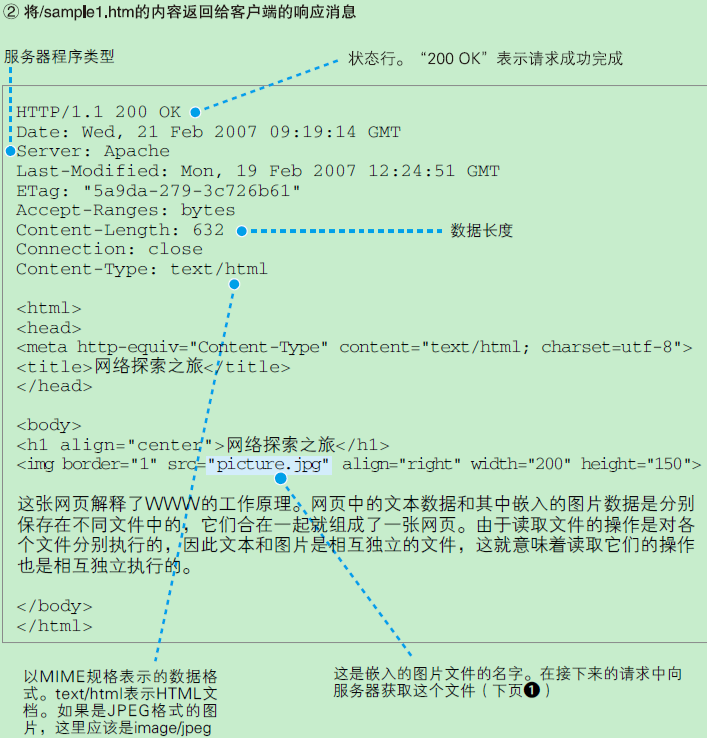 ② 将/sample1.htm的内容返回给客户端的响应消息
服务器程序类型
状态行。“200 OK”表示请求成功完成
HTTP/1.1 200 OK
Date: Wed, 21 Feb 2007 09:19:14 GMT
Server: Apache
Last-Modified: Mon, 19 Feb 2007 12:24:51 GMT
ETag: "5a9da-279-3c726b61"
Accept-Ranges: bytes
Content-Length: 632
数据长度
Connection: close
Content-Type: text/html
<html>
<head>
<meta http-equiv="Content-Type" content="text/html; charset=utf-8">
<title>网络探索之旅</title>
</head>
<body>
<h1 align="center">网络探索之旅</h1>
<img border="1" src="picture.jpg" align="right" width="200" height="150">
这张网页解释了WWW的工作原理。网页中的文本数据和其中嵌入的图片数据是分别
保存在不同文件中的，它们合在一起就组成了一张网页。由于读取文件的操作是对各
个文件分别执行的，因此文本和图片是相互独立的文件，这就意味着读取它们的操作
也是相互独立执行的。
</body>
</html>
以MIME规格表示的数据格
式。text/html表示HTML文
档。如果是JPEG格式的图
片，这里应该是image/jpeg
这是嵌入的图片文件的名字。在接下来的请求中向
服务器获取这个文件（下页❶）